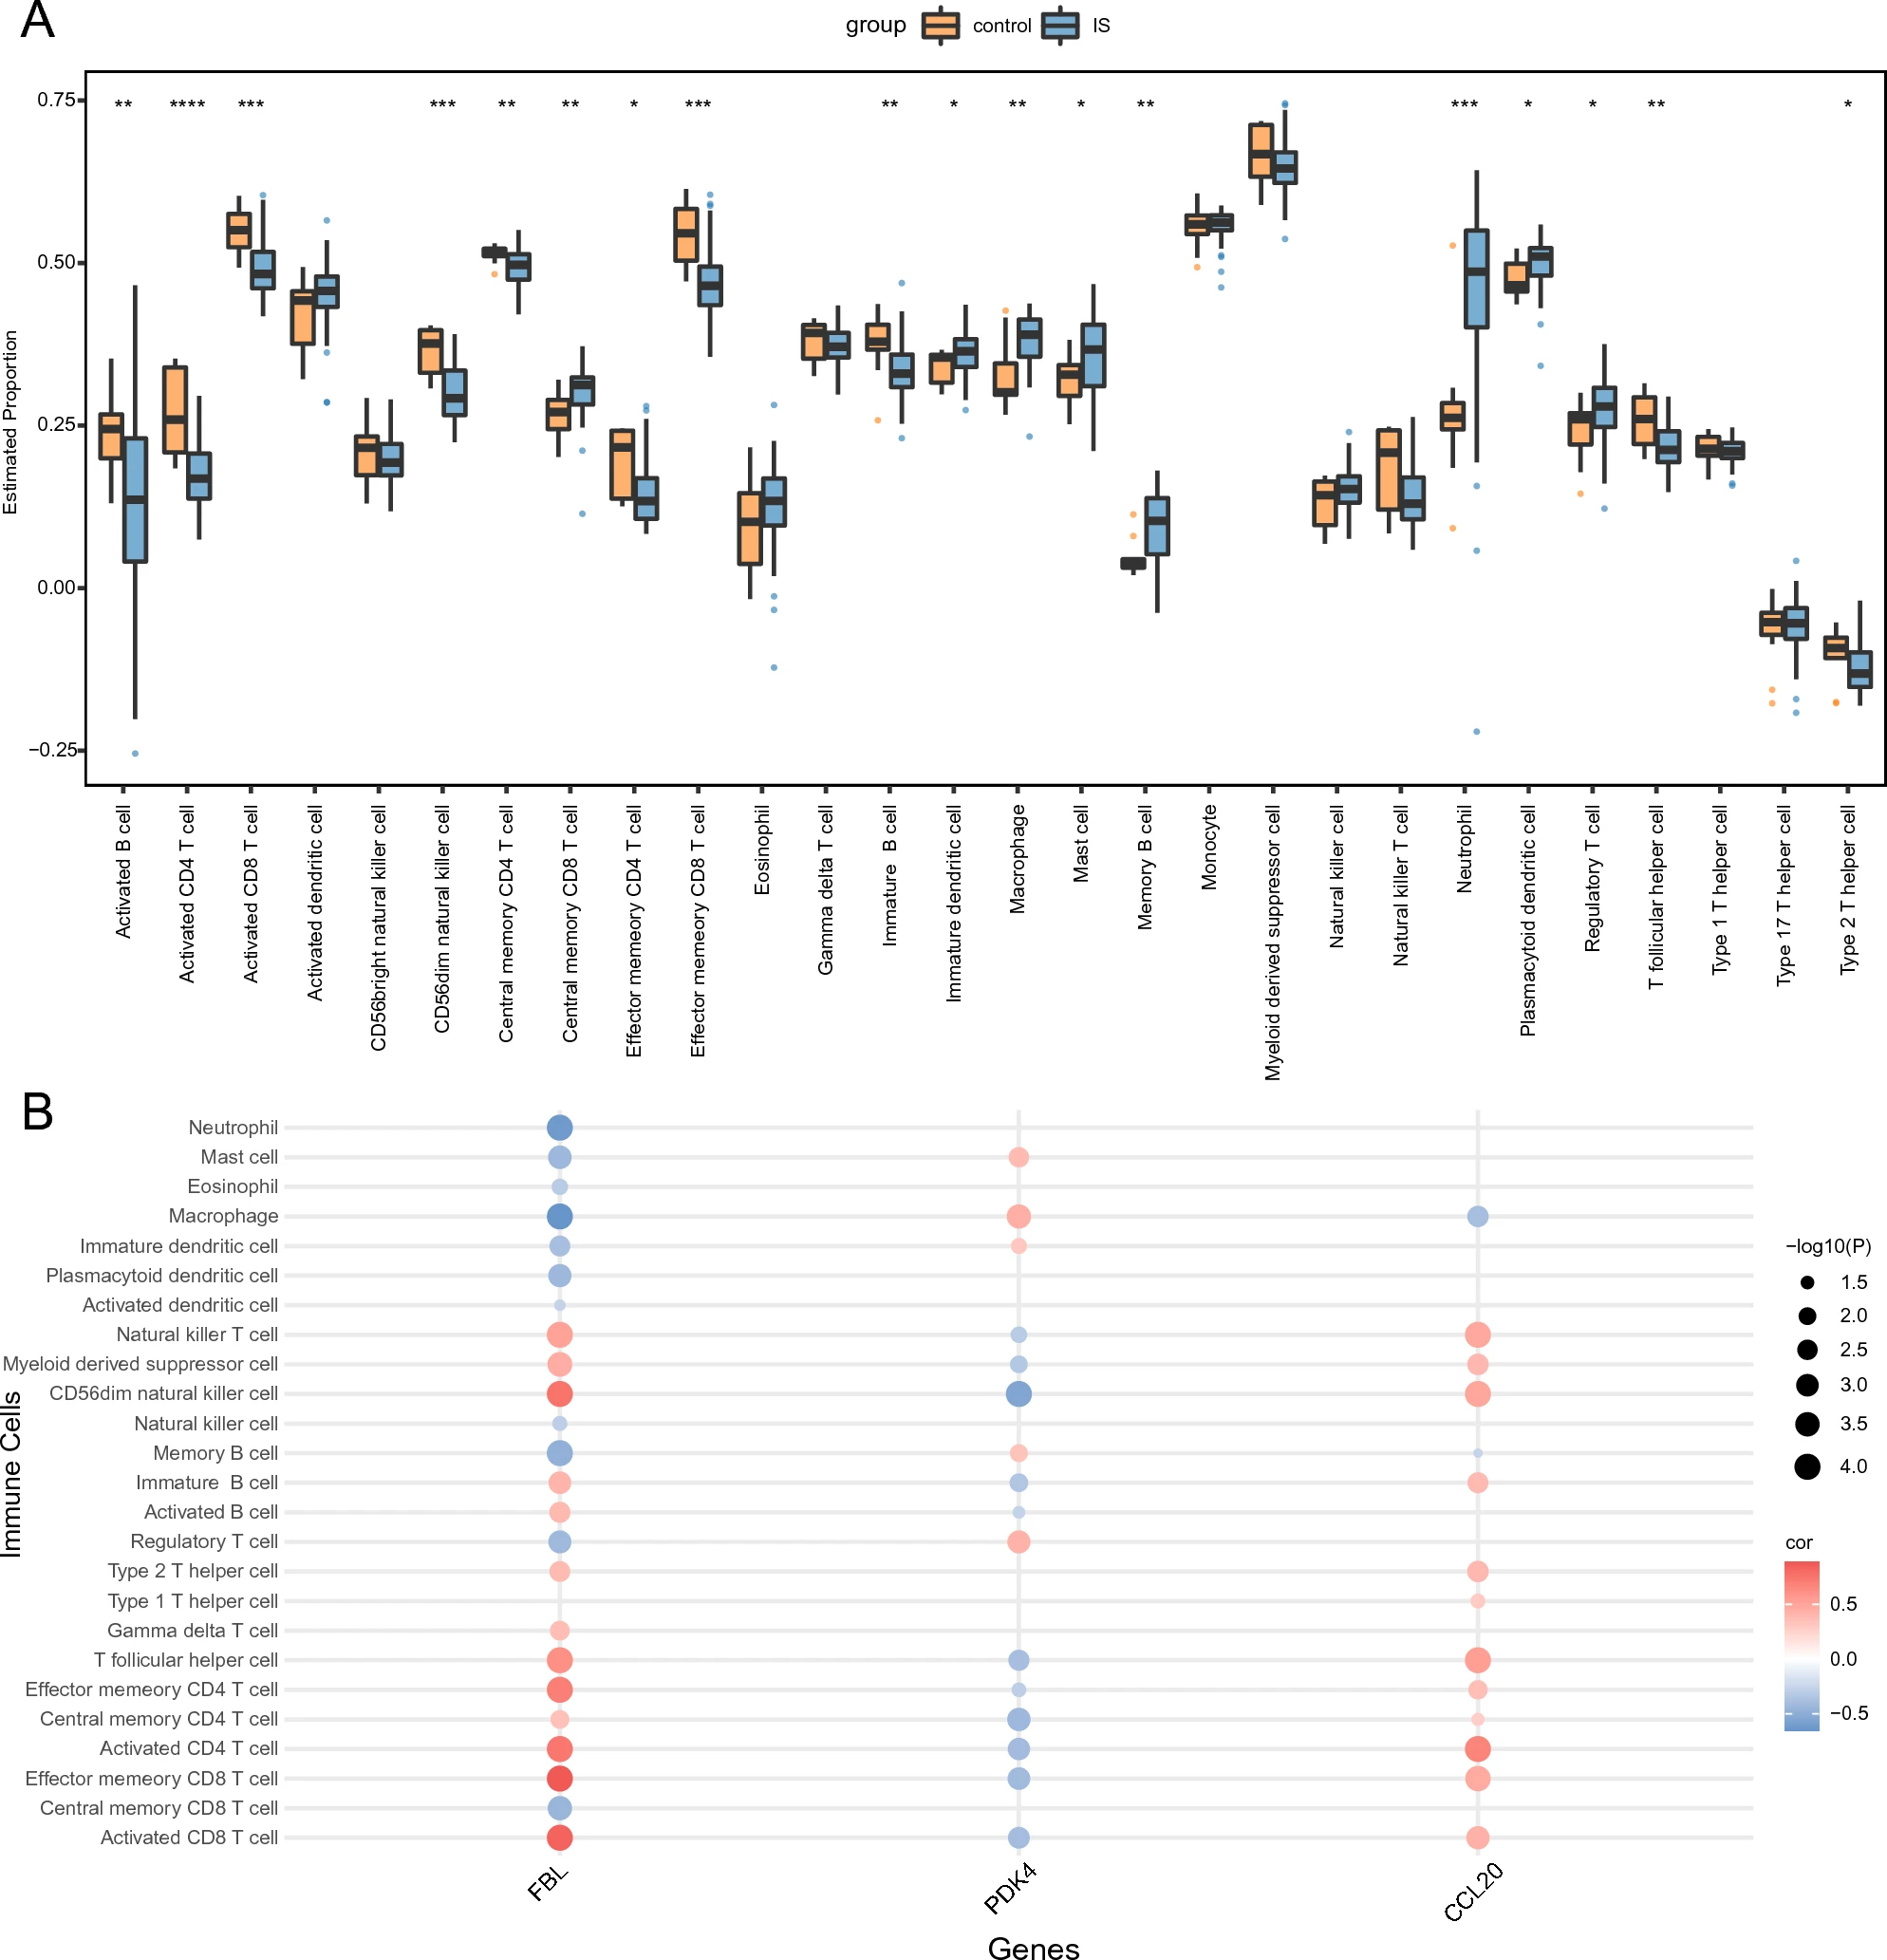 A
group control IS
0.75 ** **** *** *** ** ** * *** ** * ** * ** *** * * ** *
0.50
0.25
0.00
−0.25
Estimated Proportion
Activated B cell
Activated CD4 T cell
Activated CD8 T cell
Activated dendritic cell
CD56bright natural killer cell
CD56dim natural killer cell
Central memory CD4 T cell
Central memory CD8 T cell
Effector memeory CD4 T cell
Effector memeory CD8 T cell
Eosinophil
Gamma delta T cell
Immature  B cell
Immature dendritic cell
Macrophage
Mast cell
Memory B cell
Monocyte
Myeloid derived suppressor cell
Natural killer cell
Natural killer T cell
Neutrophil
Plasmacytoid dendritic cell
Regulatory T cell
T follicular helper cell
Type 1 T helper cell
Type 17 T helper cell
Type 2 T helper cell
B
Immune Cells
Neutrophil
Mast cell
Eosinophil
Macrophage
Immature dendritic cell
Plasmacytoid dendritic cell
Activated dendritic cell
Natural killer T cell
Myeloid derived suppressor cell
CD56dim natural killer cell
Natural killer cell
Memory B cell
Immature  B cell
Activated B cell
Regulatory T cell
Type 2 T helper cell
Type 1 T helper cell
Gamma delta T cell
T follicular helper cell
Effector memeory CD4 T cell
Central memory CD4 T cell
Activated CD4 T cell
Effector memeory CD8 T cell
Central memory CD8 T cell
Activated CD8 T cell
FBL
PDK4
CCL20
Genes
−log10(P)
1.5
2.0
2.5
3.0
3.5
4.0
cor
0.5
0.0
−0.5